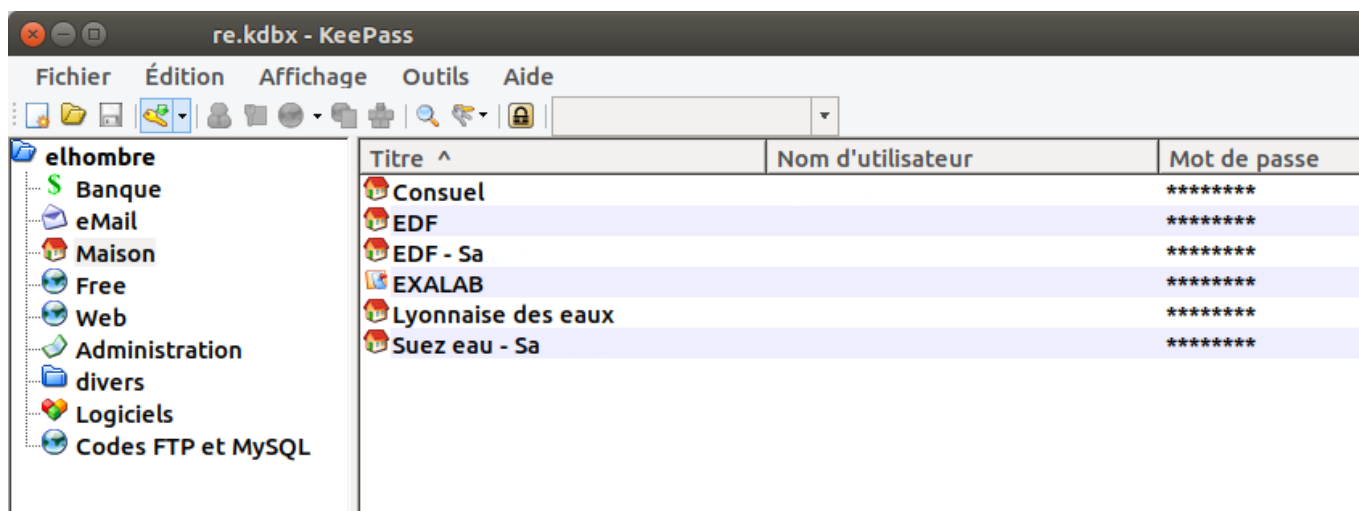 re.kdbx - KeePass
Fichier Édition Affichage Outils Aide
elhombre
Banque
eMail
Maison
Free
Web
Administration
divers
Logiciels
Codes FTP et MySQL
Titre ^ Nom d'utilisateur Mot de passe
Consuel ********
EDF ********
EDF - Sa ********
EXALAB ********
Lyonnaise des eaux ********
Suez eau - Sa ********